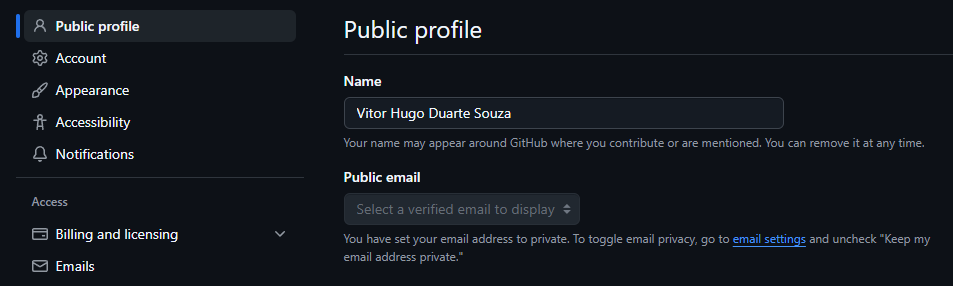 Public profile
Account
Appearance
Accessibility
Notifications
Access
Billing and licensing
Emails
Public profile
Name
Vitor Hugo Duarte Souza
Your name may appear around GitHub where you contribute or are mentioned. You can remove it at any time.
Public email
Select a verified email to display
You have set your email address to private. To toggle email privacy, go to email settings and uncheck "Keep my
email address private."